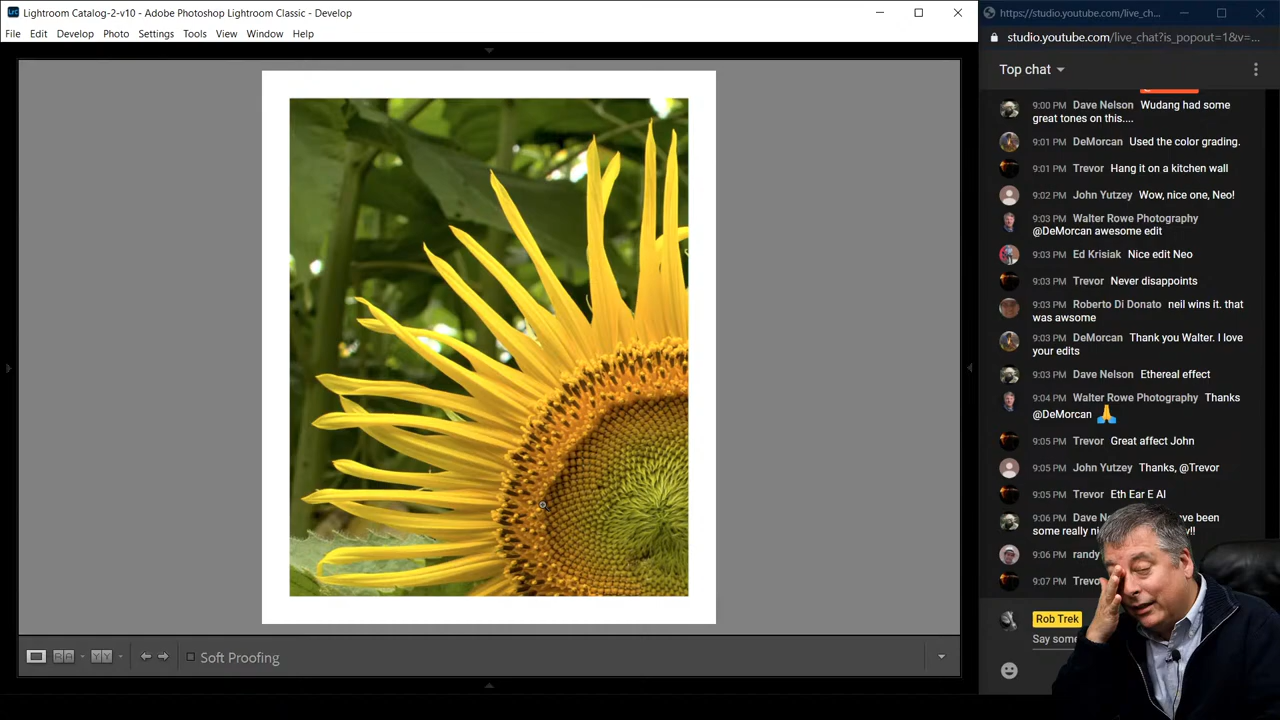 Lightroom Catalog-2-v10 - Adobe Photoshop Lightroom Classic - Develop
File Edit Develop Photo Settings Tools View Window Help
Soft Proofing
https://studio.youtube.com/live_c...
studio.youtube.com/live_chat?is_popout=1&v=...
Top chat
9:00 PM Dave Nelson Wudang had some
great tones on this....
9:01 PM DeMorcan Used the color grading.
9:01 PM Trevor Hang it on a kitchen wall
9:02 PM John Yutzey Wow, nice one, Neo!
9:03 PM Walter Rowe Photography
@DeMorcan awesome edit
9:03 PM Ed Krisiak Nice edit Neo
9:03 PM Trevor Never disappoints
9:03 PM Roberto Di Donato neil wins it. that
was awsome
9:03 PM DeMorcan Thank you Walter. I love
your edits
9:03 PM Dave Nelson Ethereal effect
9:04 PM Walter Rowe Photography Thanks
@DeMorcan 🙏
9:05 PM Trevor Great affect John
9:05 PM John Yutzey Thanks, @Trevor
9:05 PM Trevor Eth Ear E Al
9:06 PM Dave been
some really
9:06 PM randy
9:07 PM
Rob Trek
Say